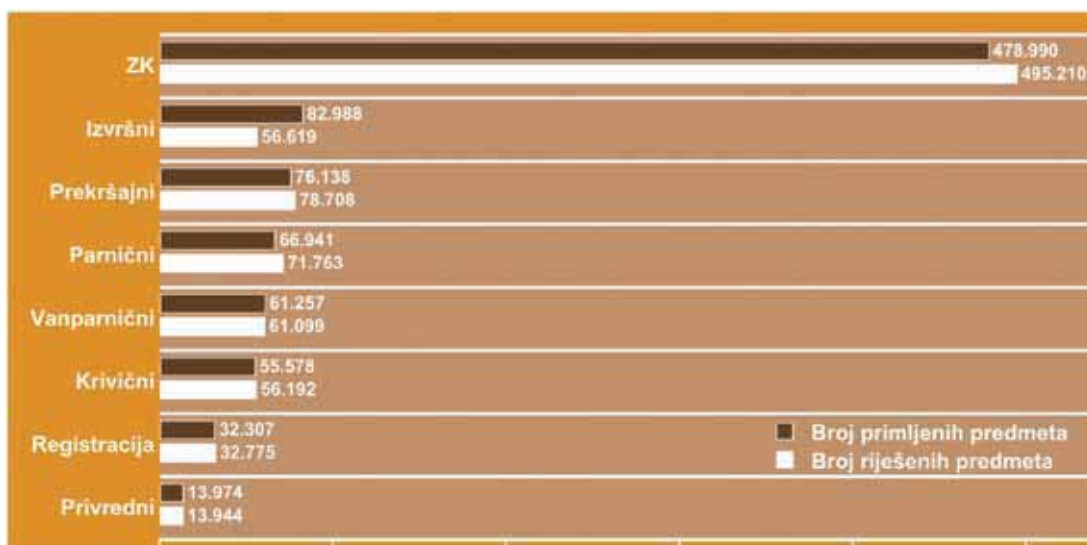 ZK
478.990
495.210
Izvršni
82.988
56.619
Prekršajni
76.138
78.708
Parnični
66.941
71.763
Vanparnični
61.257
61.099
Krivični
55.578
56.192
Registracija
32.307
32.775
Broj primljenih predmeta
Broj riješenih predmeta
Privredni
13.974
13.944